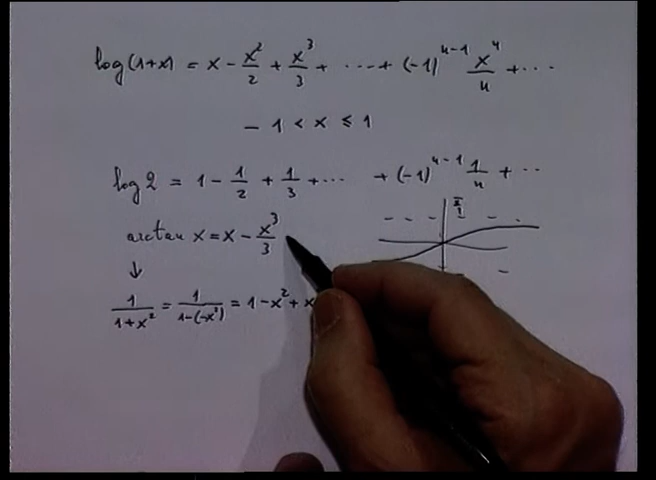 log(1+x) = x - x²/2 + x³/3 + ····+ (-1)ⁿ⁻¹ xⁿ/n + ···
- 1 < x ≤ 1
log 2 = 1 - 1/2 + 1/3 + ··· + (-1)ⁿ⁻¹ 1/n + ··
arctan x = x - x³/3
↓
1/(1+x²) = 1/(1-(-x²)) = 1 - x² + x